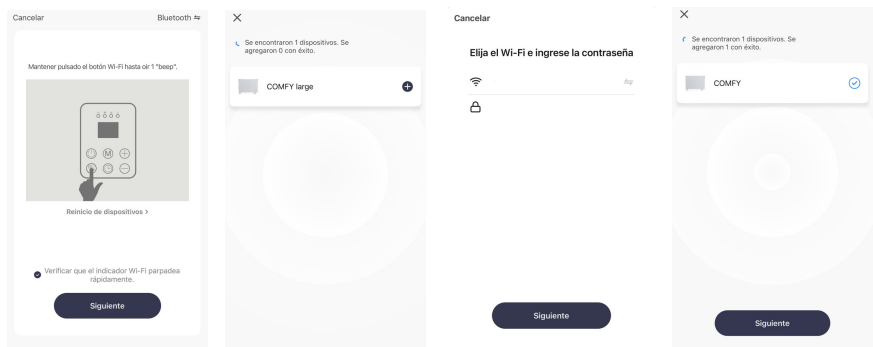 Cancelar
Bluetooth ⇋
Mantener pulsado el botón Wi-Fi hasta oir 1 "beep".
M
Reinicio de dispositivos >
Verificar que el indicador Wi-Fi parpadea
rápidamente.
Siguiente
Se encontraron 1 dispositivos. Se
agregaron 0 con éxito.
COMFY large
Cancelar
Elija el Wi-Fi e ingrese la contraseña
Siguiente
Se encontraron 1 dispositivos. Se
agregaron 1 con éxito.
COMFY
Siguiente